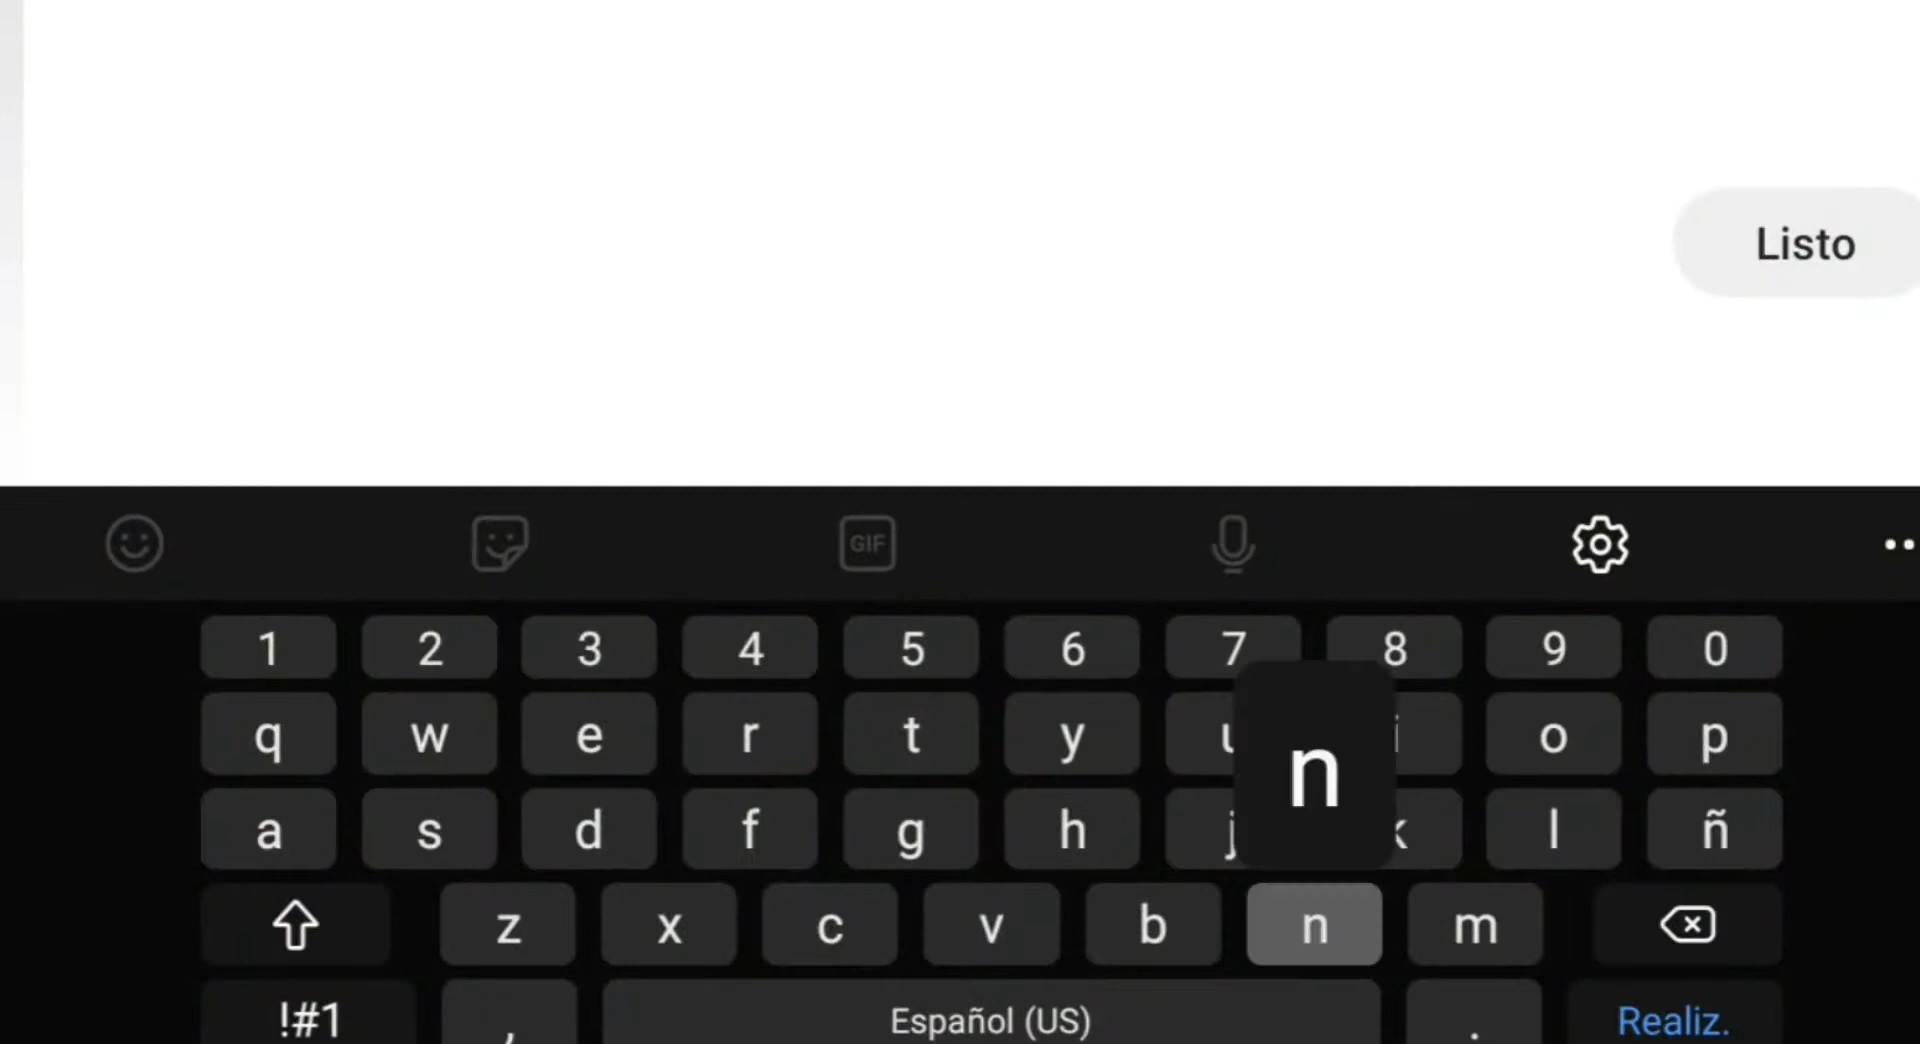 Listo
GIF
1 2 3 4 5 6 7 8 9 0
q w e r t y u i o p
n
a s d f g h j k l ñ
z x c v b n m
!#1 , Español (US) . Realiz.